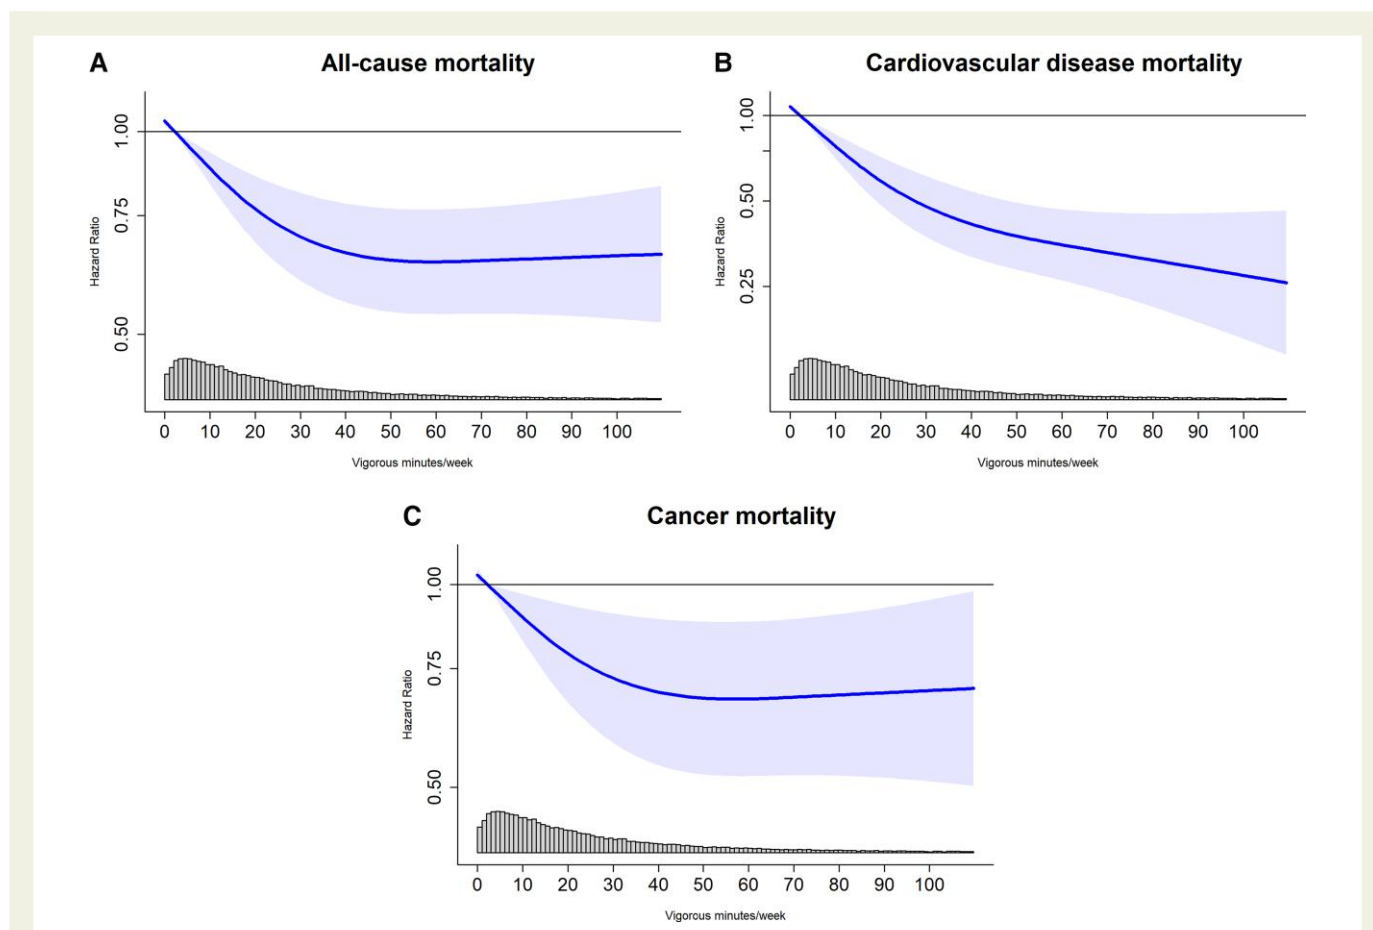 A All-cause mortality
Hazard Ratio
1.00
0.75
0.50
0 10 20 30 40 50 60 70 80 90 100
Vigorous minutes/week
B Cardiovascular disease mortality
Hazard Ratio
1.00
0.50
0.25
0 10 20 30 40 50 60 70 80 90 100
Vigorous minutes/week
C Cancer mortality
Hazard Ratio
1.00
0.75
0.50
0 10 20 30 40 50 60 70 80 90 100
Vigorous minutes/week